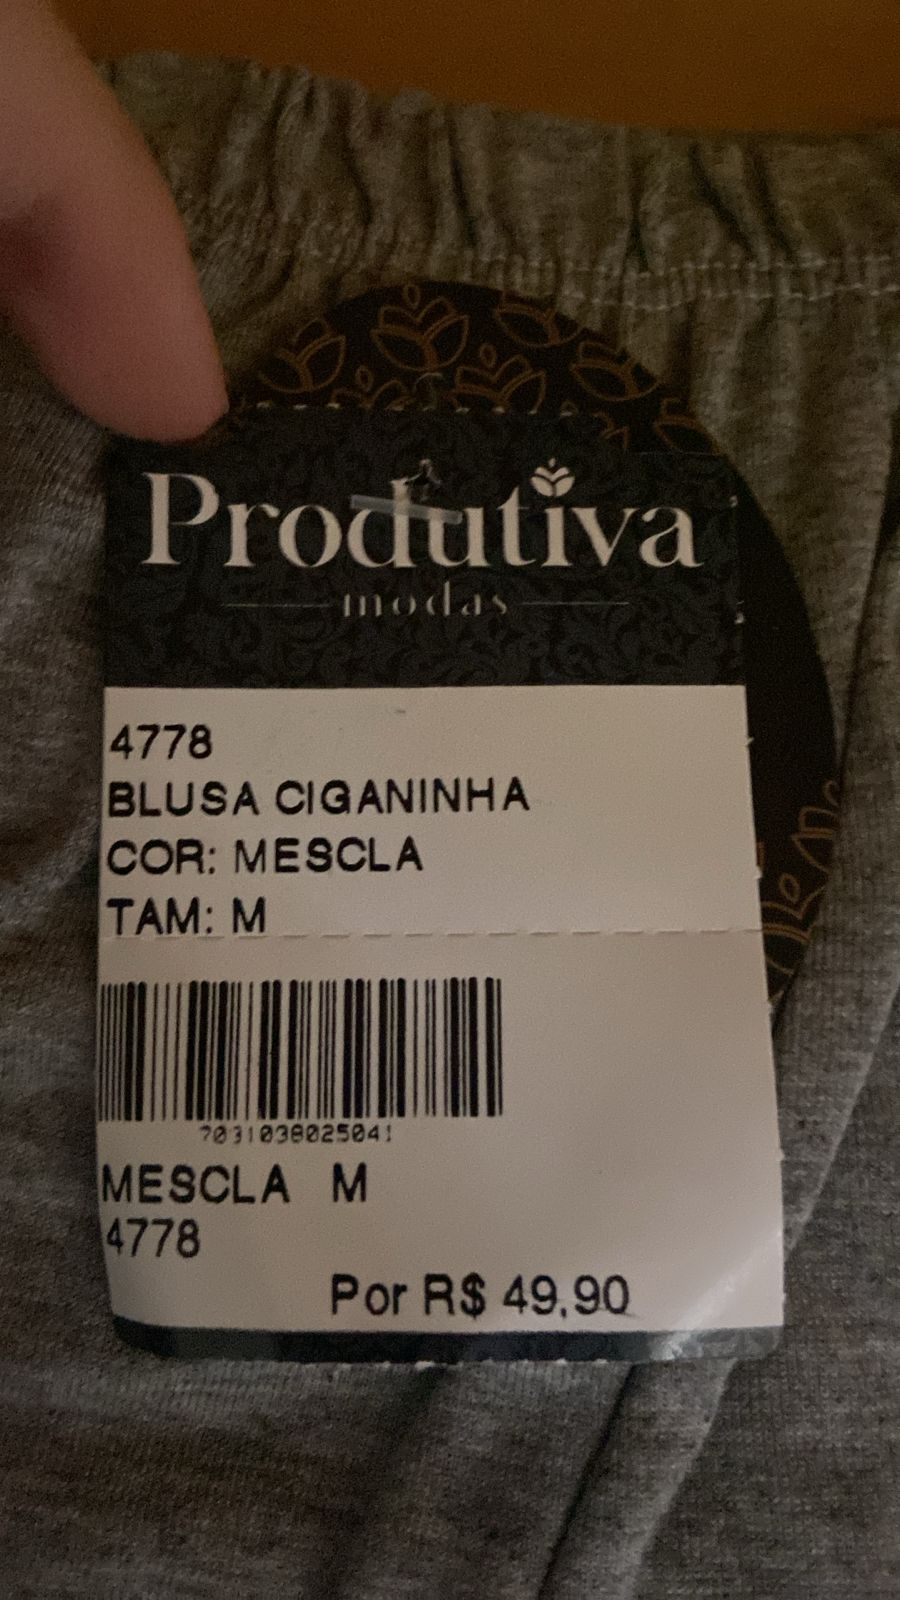 Produtiva
modas
4778
BLUSA CIGANINHA
COR: MESCLA
TAM: M
7031038025041
MESCLA M
4778
Por R$ 49,90